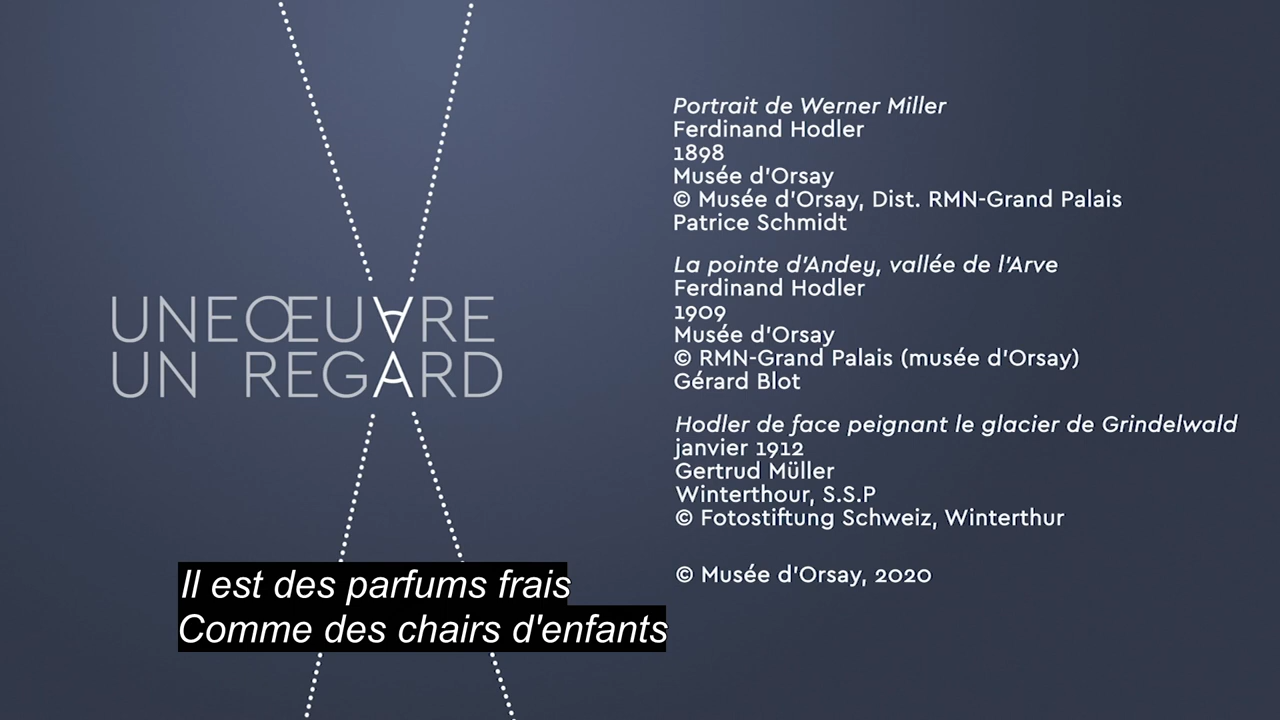 UNEŒUVRE
UN REGARD
Portrait de Werner Miller
Ferdinand Hodler
1898
Musée d'Orsay
© Musée d'Orsay, Dist. RMN-Grand Palais
Patrice Schmidt
La pointe d'Andey, vallée de l'Arve
Ferdinand Hodler
1909
Musée d'Orsay
© RMN-Grand Palais (musée d'Orsay)
Gérard Blot
Hodler de face peignant le glacier de Grindelwald
janvier 1912
Gertrud Müller
Winterthour, S.S.P
© Fotostiftung Schweiz, Winterthur
© Musée d'Orsay, 2020
Il est des parfums frais
Comme des chairs d'enfants